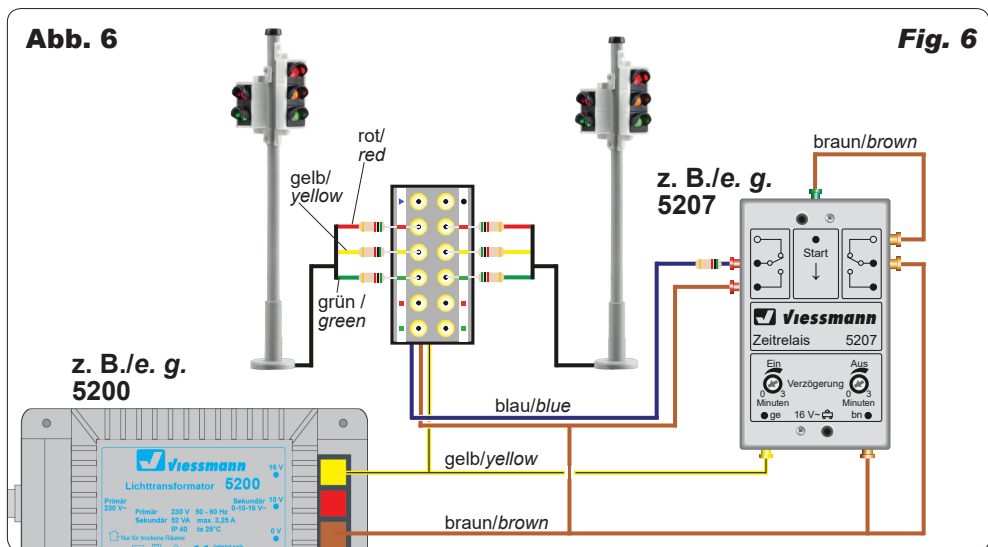 Abb. 6
Fig. 6
rot/
red
gelb/
yellow
grün /
green
braun/brown
z. B./e. g.
5207
Start
↓
Viessmann
Zeitrelais 5207
Ein
Aus
Verzögerung
0 3
0 3
Minuten
Minuten
ge 16 V~ bn
z. B./e. g.
5200
blau/blue
gelb/yellow
braun/brown
Viessmann
16 V
Lichttransformator 5200
Primär
230 V~
Primär 230 V 50 - 60 Hz
Sekundär 52 VA max. 3,25 A
IP 40 ta 25°C
Sekundär
0-10-16 V~
10 V
0 V
Nur für trockene Räume